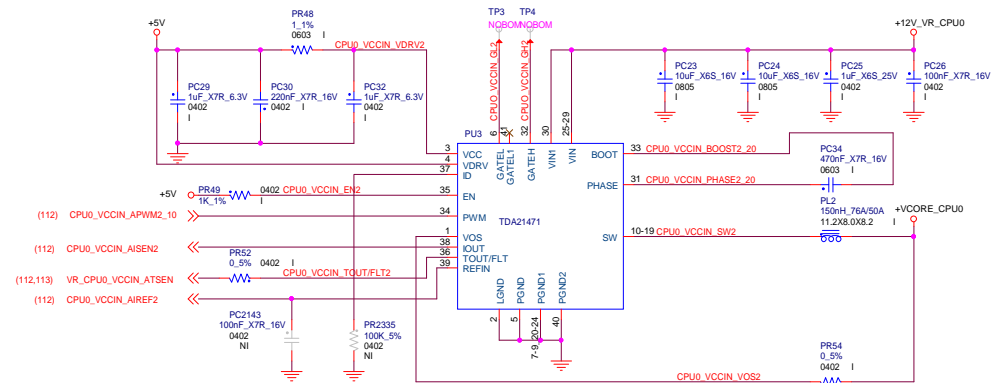 TP3 TP4
NOBOM NOBOM
PR48
1_1%
0603 I
+5V
CPU0_VCCIN_VDRV2
CPU0_VCCIN_GL2
CPU0_VCCIN_GH2
+12V_VR_CPU0
PC29
1uF_X7R_6.3V
0402
I
PC30
220nF_X7R_16V
0402
I
PC32
1uF_X7R_6.3V
0402
I
PC23
10uF_X6S_16V
0805
I
PC24
10uF_X6S_16V
0805
I
PC25
1uF_X6S_25V
0402
I
PC26
100nF_X7R_16V
0402
I
PU3
6 41 32 30 25-29
GATEL
GATEL1
GATEH
VIN1
VIN
3 VCC
4 VDRV
37 ID
35 EN
34 PWM
1 VOS
38 IOUT
36 TOUT/FLT
39 REFIN
TDA21471
BOOT 33 CPU0_VCCIN_BOOST2_20
PHASE 31 CPU0_VCCIN_PHASE2_20
SW 10-19 CPU0_VCCIN_SW2
PC34
470nF_X7R_16V
0603 I
PL2
150nH_76A/50A
11.2X8.0X8.2 I
+VCORE_CPU0
+5V
PR49
1K_1%
0402
I
CPU0_VCCIN_EN2
(112) CPU0_VCCIN_APWM2_10
(112) CPU0_VCCIN_AISEN2
PR52
0_5% 0402 I
CPU0_VCCIN_TOUT/FLT2
(112,113) VR_CPU0_VCCIN_ATSEN
(112) CPU0_VCCIN_AIREF2
PC2143
100nF_X7R_16V
0402
NI
PR2335
100K_5%
0402
NI
LGND
PGND
PGND1
PGND2
2 5 7-9, 20-24 40
PR54
0_5%
0402
I
CPU0_VCCIN_VOS2